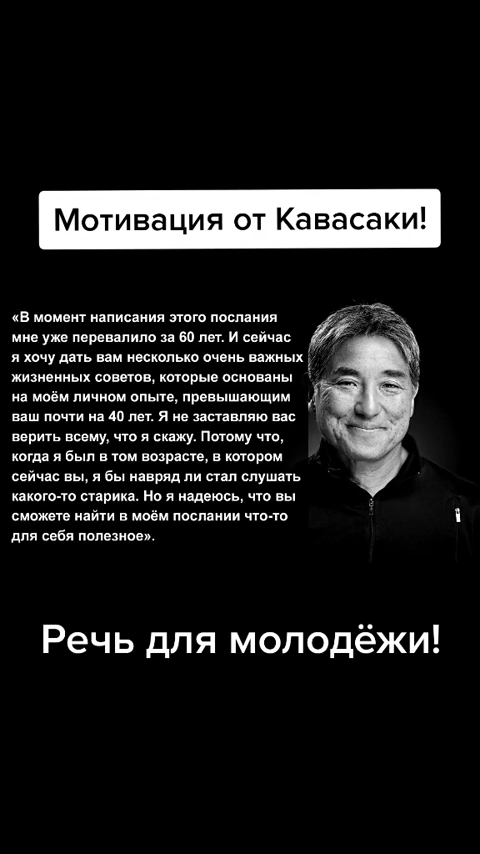 Мотивация от Кавасаки!
«В момент написания этого послания
мне уже перевалило за 60 лет. И сейчас
я хочу дать вам несколько очень важных
жизненных советов, которые основаны
на моём личном опыте, превышающим
ваш почти на 40 лет. Я не заставляю вас
верить всему, что я скажу. Потому что,
когда я был в том возрасте, в котором
сейчас вы, я бы навряд ли стал слушать
какого-то старика. Но я надеюсь, что вы
сможете найти в моём послании что-то
для себя полезное».
Речь для молодёжи!